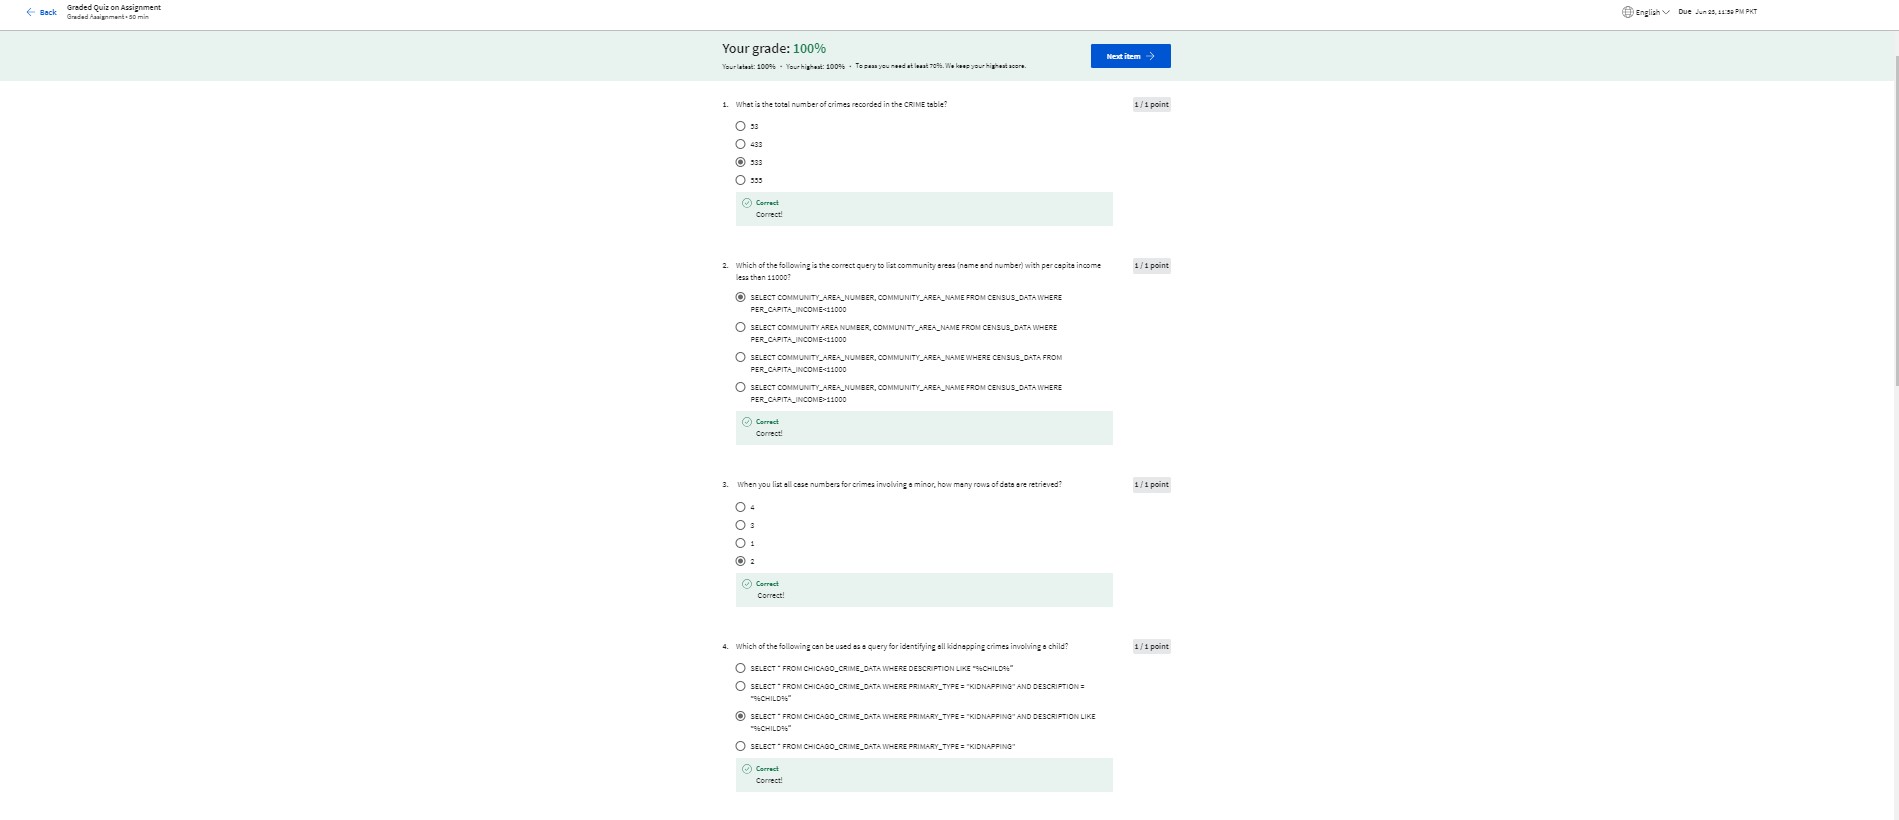 Back
Graded Quiz on Assignment
Graded Assignment • 50 min
English
Due Jun 25, 11:59 PM PKT
Your grade: 100%
Your latest: 100% • Your highest: 100% • To pass you need at least 70%. We keep your highest score.
Next item
1. What is the total number of crimes recorded in the CRIME table?
1 / 1 point
53
433
533
555
Correct
Correct!
2. Which of the following is the correct query to list community areas (name and number) with per capita income
less than 11000?
1 / 1 point
SELECT COMMUNITY_AREA_NUMBER, COMMUNITY_AREA_NAME FROM CENSUS_DATA WHERE
PER_CAPITA_INCOME<11000
SELECT COMMUNITY AREA NUMBER, COMMUNITY_AREA_NAME FROM CENSUS_DATA WHERE
PER_CAPITA_INCOME<11000
SELECT COMMUNITY_AREA_NUMBER, COMMUNITY_AREA_NAME WHERE CENSUS_DATA FROM
PER_CAPITA_INCOME<11000
SELECT COMMUNITY_AREA_NUMBER, COMMUNITY_AREA_NAME FROM CENSUS_DATA WHERE
PER_CAPITA_INCOME>11000
Correct
Correct!
3. When you list all case numbers for crimes involving a minor, how many rows of data are retrieved?
1 / 1 point
4
3
1
2
Correct
Correct!
4. Which of the following can be used as a query for identifying all kidnapping crimes involving a child?
1 / 1 point
SELECT * FROM CHICAGO_CRIME_DATA WHERE DESCRIPTION LIKE "%CHILD%"
SELECT * FROM CHICAGO_CRIME_DATA WHERE PRIMARY_TYPE = "KIDNAPPING" AND DESCRIPTION =
"%CHILD%"
SELECT * FROM CHICAGO_CRIME_DATA WHERE PRIMARY_TYPE = "KIDNAPPING" AND DESCRIPTION LIKE
"%CHILD%"
SELECT * FROM CHICAGO_CRIME_DATA WHERE PRIMARY_TYPE = "KIDNAPPING"
Correct
Correct!